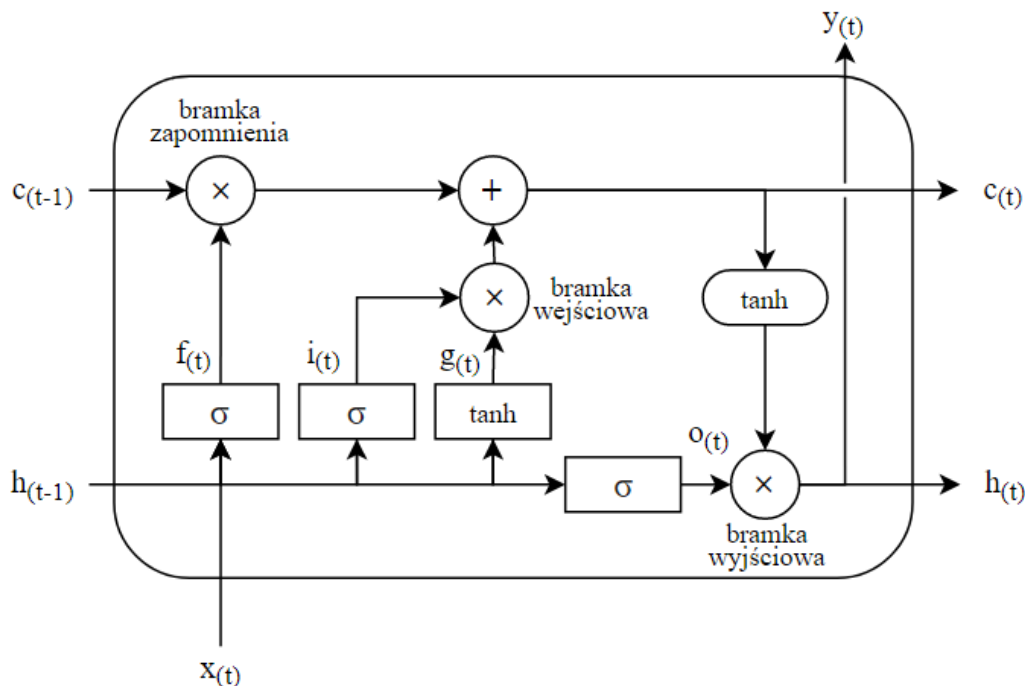 y(t)
bramka
zapomnienia
c(t-1)
×
+
c(t)
×
bramka
wejściowa
tanh
f(t)
i(t)
g(t)
σ
σ
tanh
o(t)
h(t-1)
σ
×
h(t)
bramka
wyjściowa
x(t)